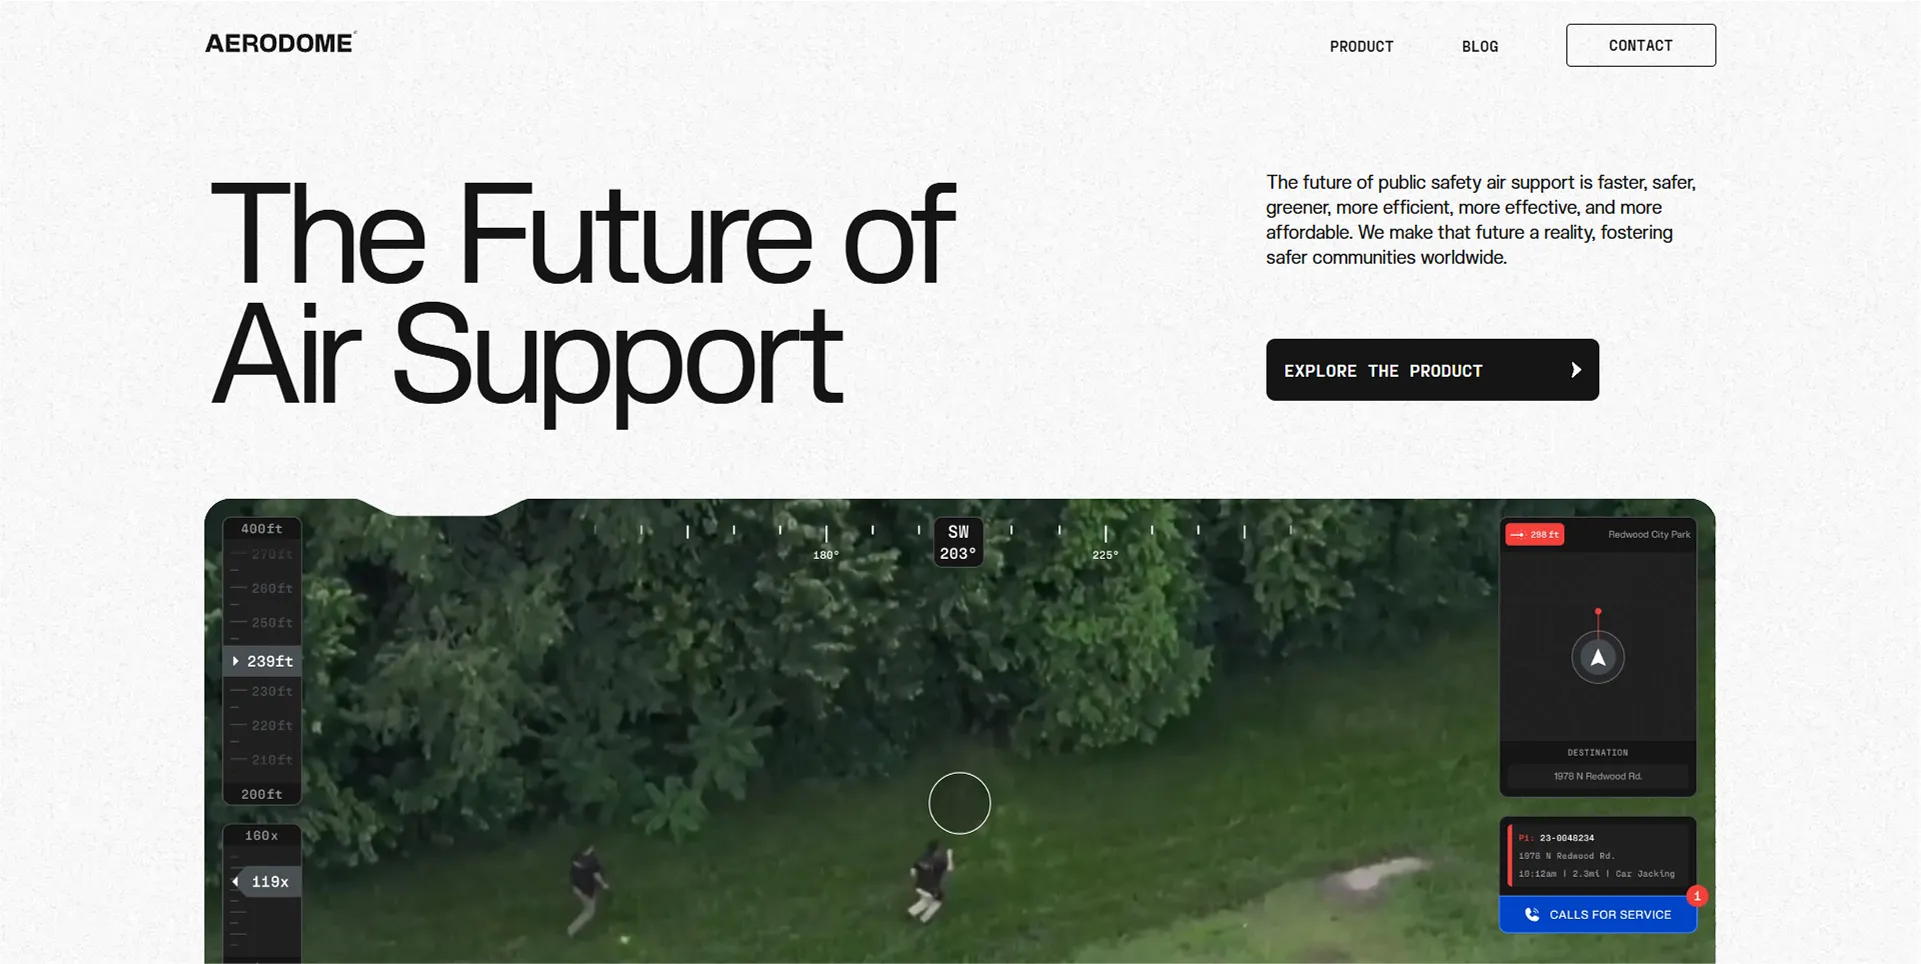 AERODOME
PRODUCT
BLOG
CONTACT
The Future of
Air Support
The future of public safety air support is faster, safer,
greener, more efficient, more effective, and more
affordable. We make that future a reality, fostering
safer communities worldwide.
EXPLORE THE PRODUCT
400ft
270ft
260ft
250ft
239ft
230ft
220ft
210ft
200ft
160x
119x
180°
SW
203°
225°
298 ft
Redwood City Park
DESTINATION
1978 N Redwood Rd.
P1: 23-0048234
1978 N Redwood Rd.
10:12am | 2.3mi | Car Jacking
1
CALLS FOR SERVICE